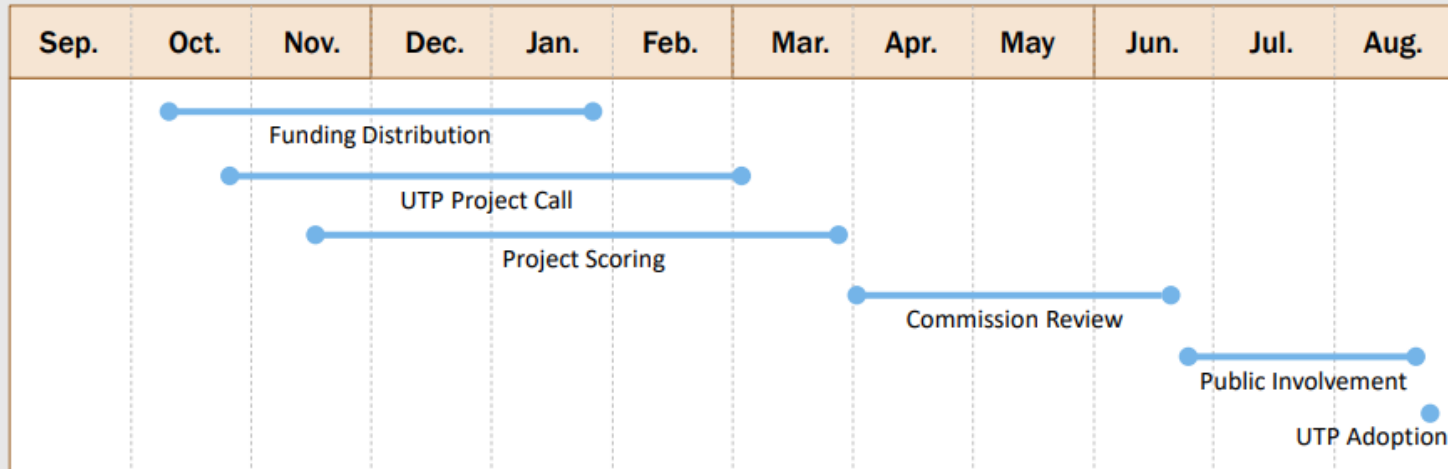 Sep. Oct. Nov. Dec. Jan. Feb. Mar. Apr. May Jun. Jul. Aug.
Funding Distribution
UTP Project Call
Project Scoring
Commission Review
Public Involvement
UTP Adoption